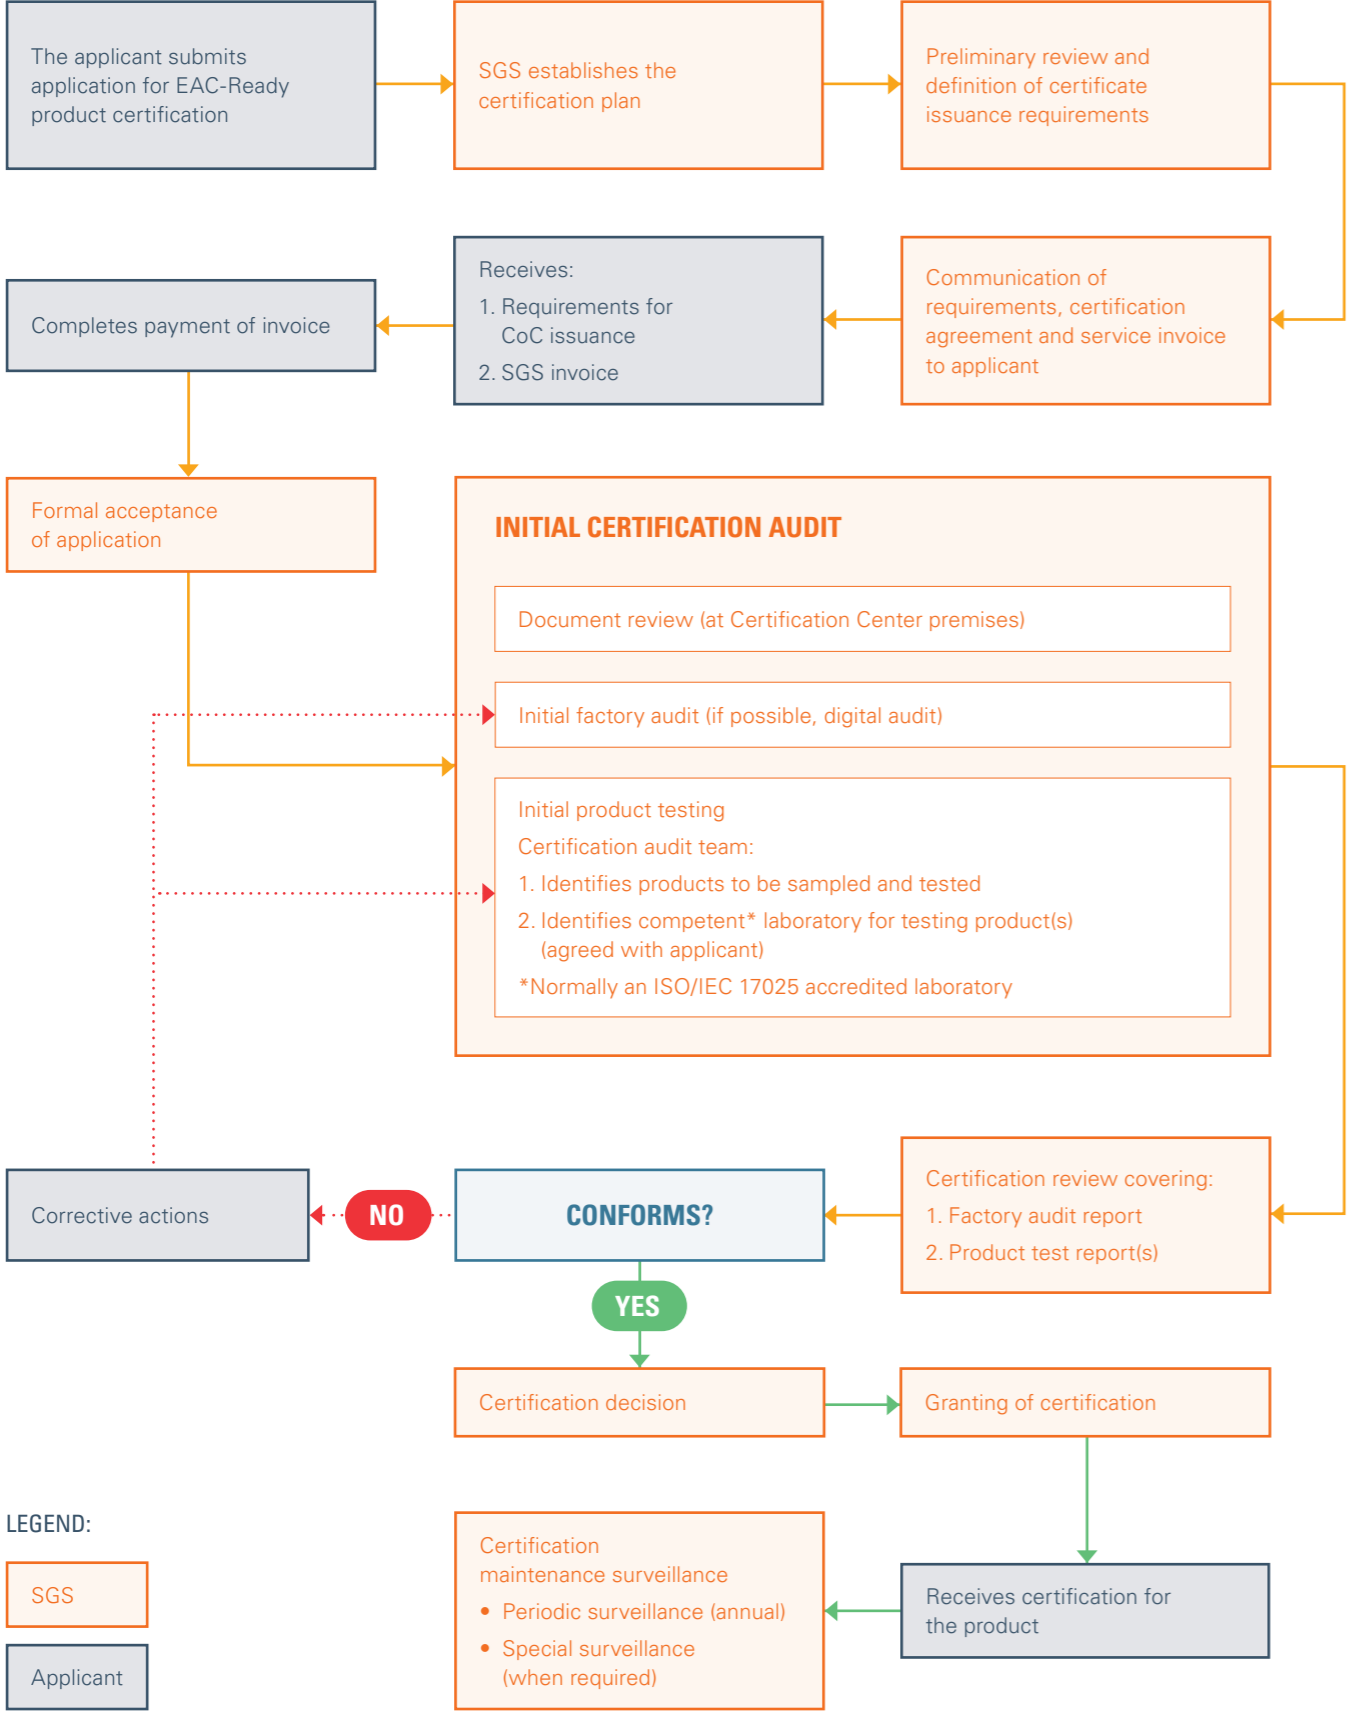 The applicant submits
application for EAC-Ready
product certification
SGS establishes the
certification plan
Preliminary review and
definition of certificate
issuance requirements
Communication of
requirements, certification
agreement and service invoice
to applicant
Receives:
1. Requirements for
CoC issuance
2. SGS invoice
Completes payment of invoice
Formal acceptance
of application
INITIAL CERTIFICATION AUDIT
Document review (at Certification Center premises)
Initial factory audit (if possible, digital audit)
Initial product testing
Certification audit team:
1. Identifies products to be sampled and tested
2. Identifies competent* laboratory for testing product(s)
(agreed with applicant)
*Normally an ISO/IEC 17025 accredited laboratory
Certification review covering:
1. Factory audit report
2. Product test report(s)
CONFORMS?
NO
Corrective actions
YES
Certification decision
Granting of certification
Receives certification for
the product
Certification
maintenance surveillance
• Periodic surveillance (annual)
• Special surveillance
(when required)
LEGEND:
SGS
Applicant